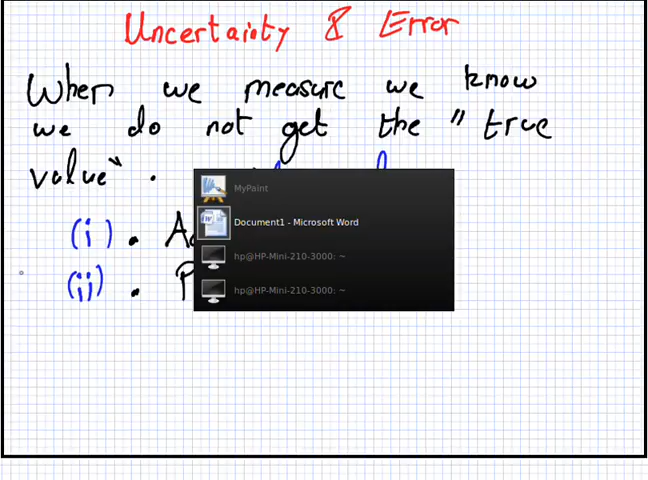 Uncertainty & Error
When we measure we know
we do not get the "true
value".
MyPaint
Document1 - Microsoft Word
hp@HP-Mini-210-3000: ~
hp@HP-Mini-210-3000: ~
(i).
(ii).